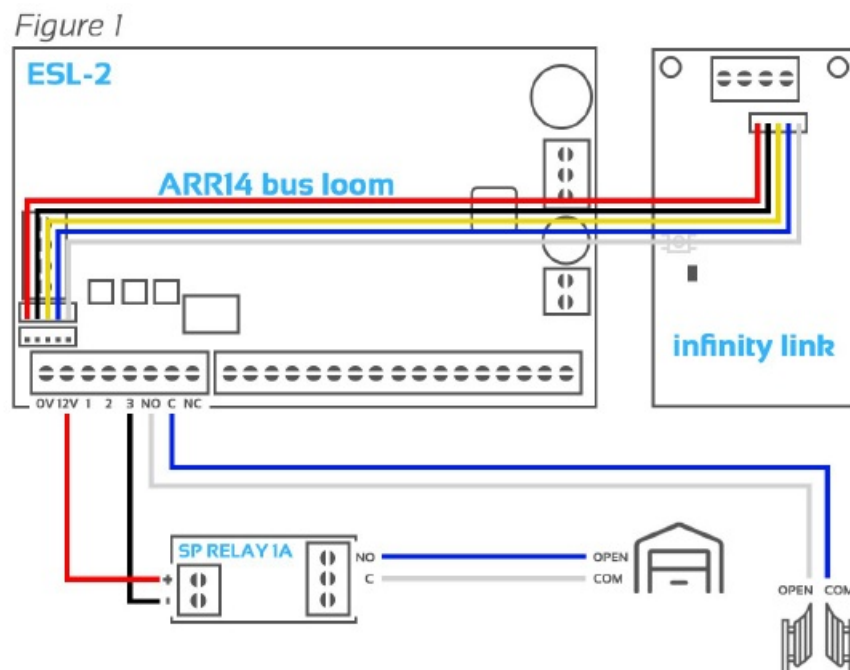 Figure 1
ESL-2
ARR14 bus loom
infinity link
0V 12V 1 2 3 NO C NC
SP RELAY 1A
NO
OPEN
+
C
COM
-
OPEN COM